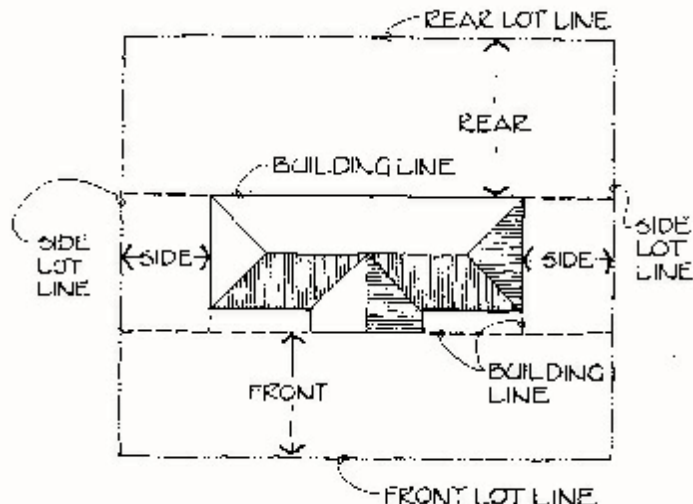 REAR LOT LINE
REAR
BUILDING LINE
SIDE
LOT
LINE
SIDE
SIDE
SIDE
LOT
LINE
FRONT
BUILDING
LINE
FRONT LOT LINE